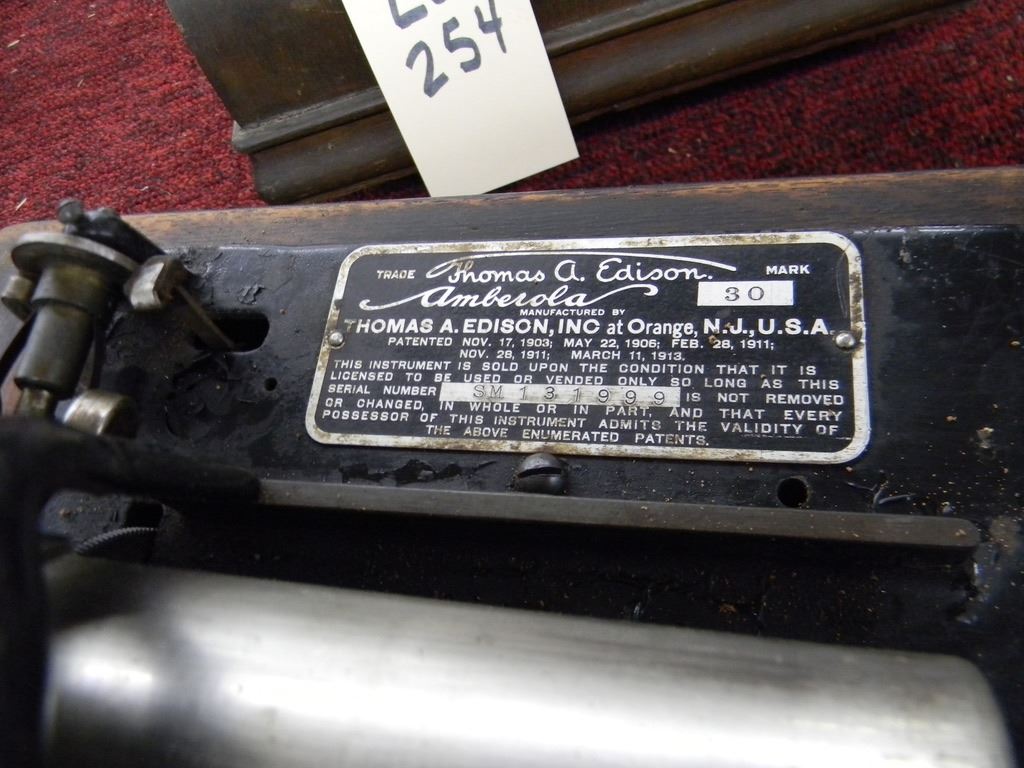 254
TRADE Thomas A. Edison. MARK
Amberola 30
MANUFACTURED BY
THOMAS A. EDISON, INC at Orange, N.J., U.S.A.
PATENTED NOV. 17, 1903; MAY 22, 1906; FEB. 28, 1911;
NOV. 28, 1911; MARCH 11, 1913.
THIS INSTRUMENT IS SOLD UPON THE CONDITION THAT IT IS
LICENSED TO BE USED OR VENDED ONLY SO LONG AS THIS
SERIAL NUMBER SM 131999 IS NOT REMOVED
OR CHANGED, IN WHOLE OR IN PART, AND THAT EVERY
POSSESSOR OF THIS INSTRUMENT ADMITS THE VALIDITY OF
THE ABOVE ENUMERATED PATENTS.